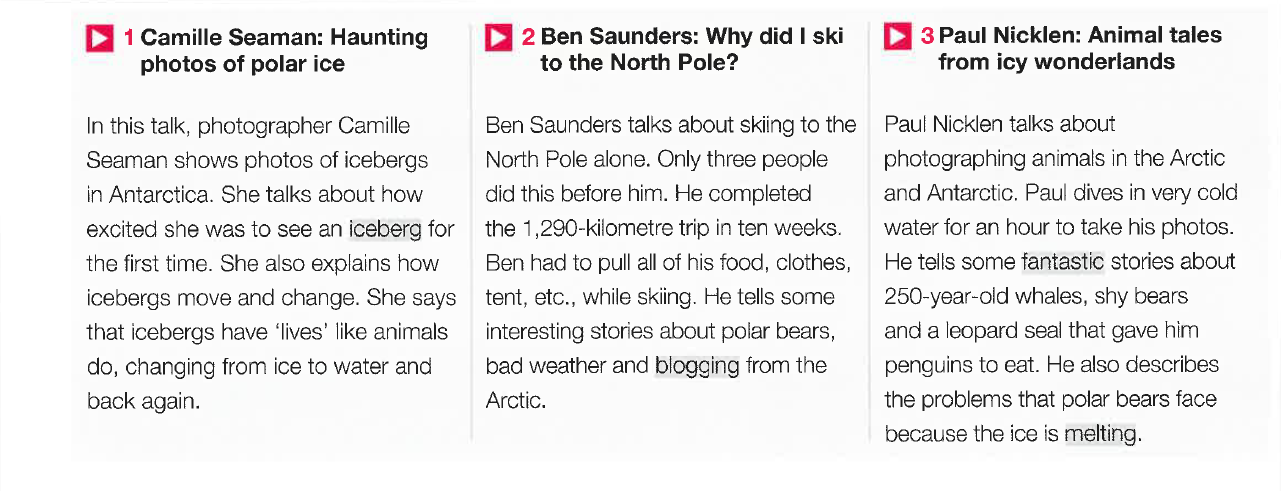 1 Camille Seaman: Haunting
photos of polar ice
In this talk, photographer Camille
Seaman shows photos of icebergs
in Antarctica. She talks about how
excited she was to see an iceberg for
the first time. She also explains how
icebergs move and change. She says
that icebergs have ‘lives’ like animals
do, changing from ice to water and
back again.
2 Ben Saunders: Why did I ski
to the North Pole?
Ben Saunders talks about skiing to the
North Pole alone. Only three people
did this before him. He completed
the 1,290-kilometre trip in ten weeks.
Ben had to pull all of his food, clothes,
tent, etc., while skiing. He tells some
interesting stories about polar bears,
bad weather and blogging from the
Arctic.
3 Paul Nicklen: Animal tales
from icy wonderlands
Paul Nicklen talks about
photographing animals in the Arctic
and Antarctic. Paul dives in very cold
water for an hour to take his photos.
He tells some fantastic stories about
250-year-old whales, shy bears
and a leopard seal that gave him
penguins to eat. He also describes
the problems that polar bears face
because the ice is melting.